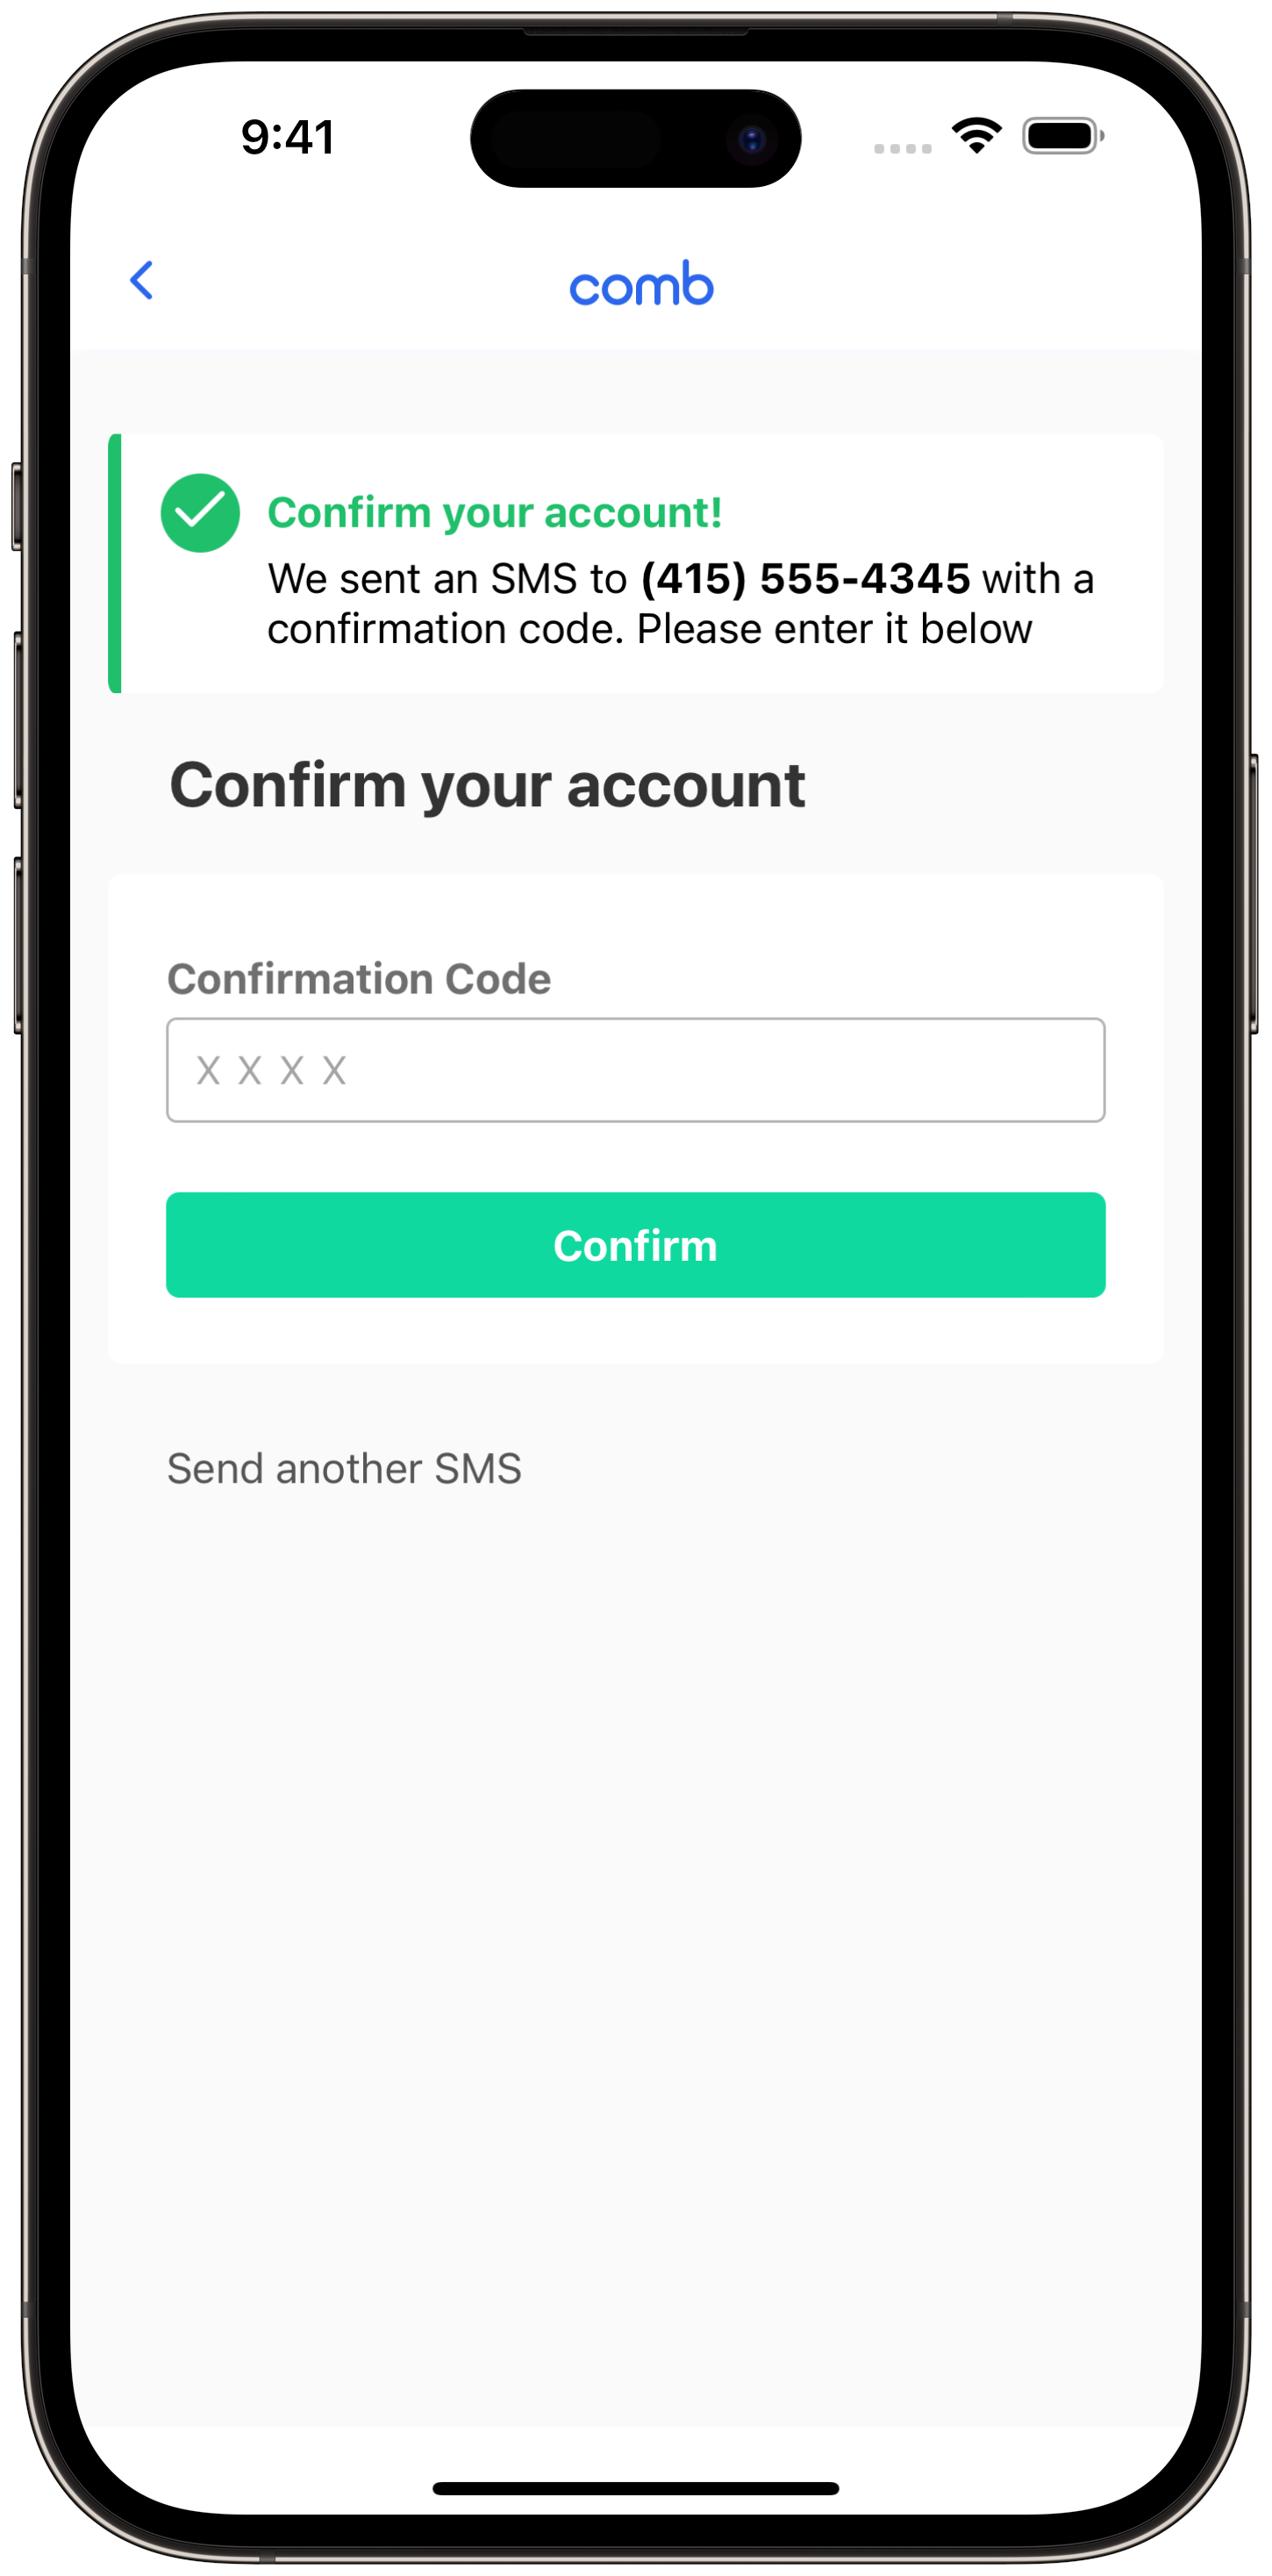 9:41
comb
Confirm your account!
We sent an SMS to (415) 555-4345 with a
confirmation code. Please enter it below
Confirm your account
Confirmation Code
X X X X
Confirm
Send another SMS